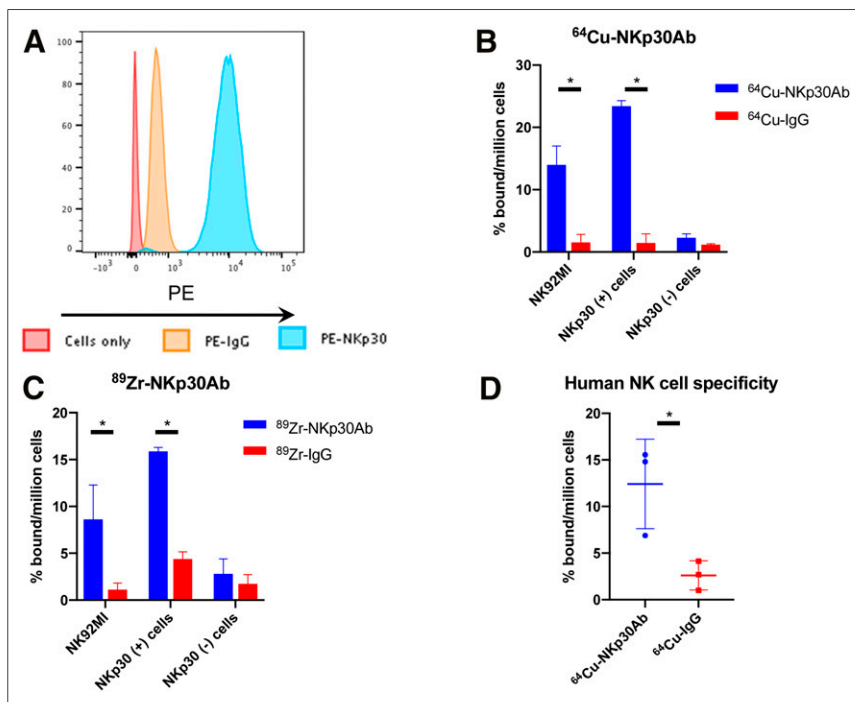 A
100
80
60
40
20
0
-10³ 0 10³ 10⁴ 10⁵
PE
Cells only PE-IgG PE-NKp30
B
⁶⁴Cu-NKp30Ab
% bound/million cells
30
20
10
0
* *
⁶⁴Cu-NKp30Ab
⁶⁴Cu-IgG
NK92MI
NKp30 (+) cells
NKp30 (-) cells
C
⁸⁹Zr-NKp30Ab
% bound/million cells
20
15
10
5
0
* *
⁸⁹Zr-NKp30Ab
⁸⁹Zr-IgG
NK92MI
NKp30 (+) cells
NKp30 (-) cells
D
Human NK cell specificity
% bound/million cells
20
15
10
5
0
*
⁶⁴Cu-NKp30Ab
⁶⁴Cu-IgG